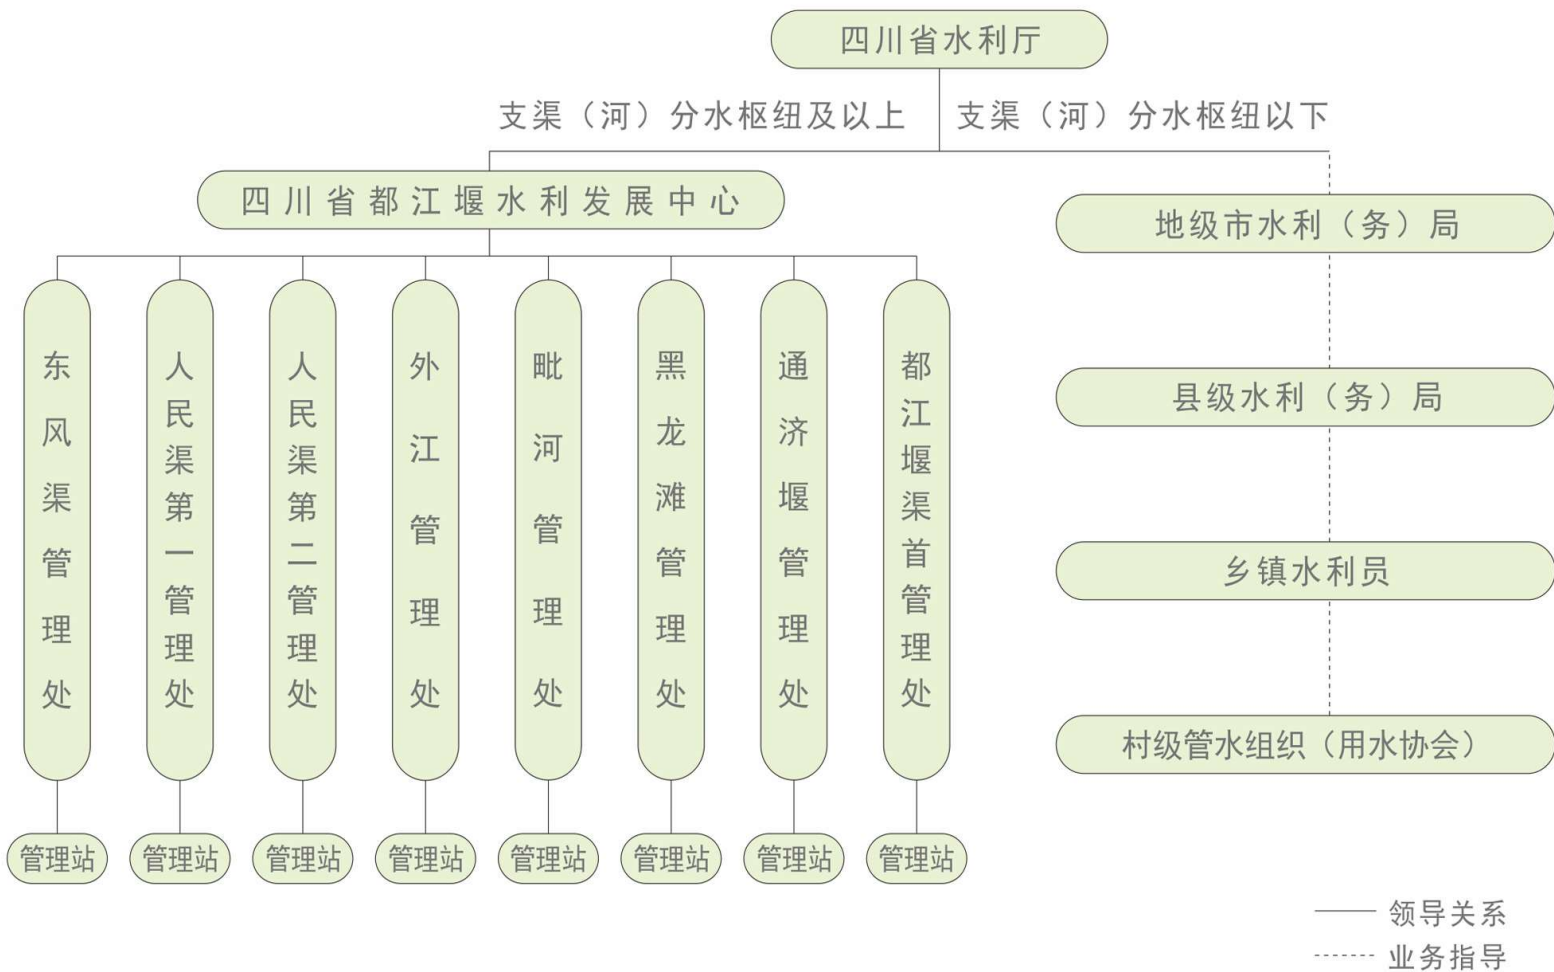 四川省水利厅
支渠（河）分水枢纽及以上
支渠（河）分水枢纽以下
四川省都江堰水利发展中心
地级市水利（务）局
县级水利（务）局
乡镇水利员
村级管水组织（用水协会）
东风渠管理处
人民渠第一管理处
人民渠第二管理处
外江管理处
毗河管理处
黑龙滩管理处
通济堰管理处
都江堰渠首管理处
管理站
管理站
管理站
管理站
管理站
管理站
管理站
管理站
领导关系
业务指导